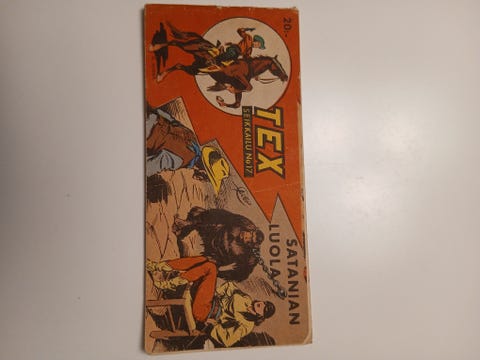 20:-
TEX
SEIKKAILU No 17
SATANIAN
LUOLA